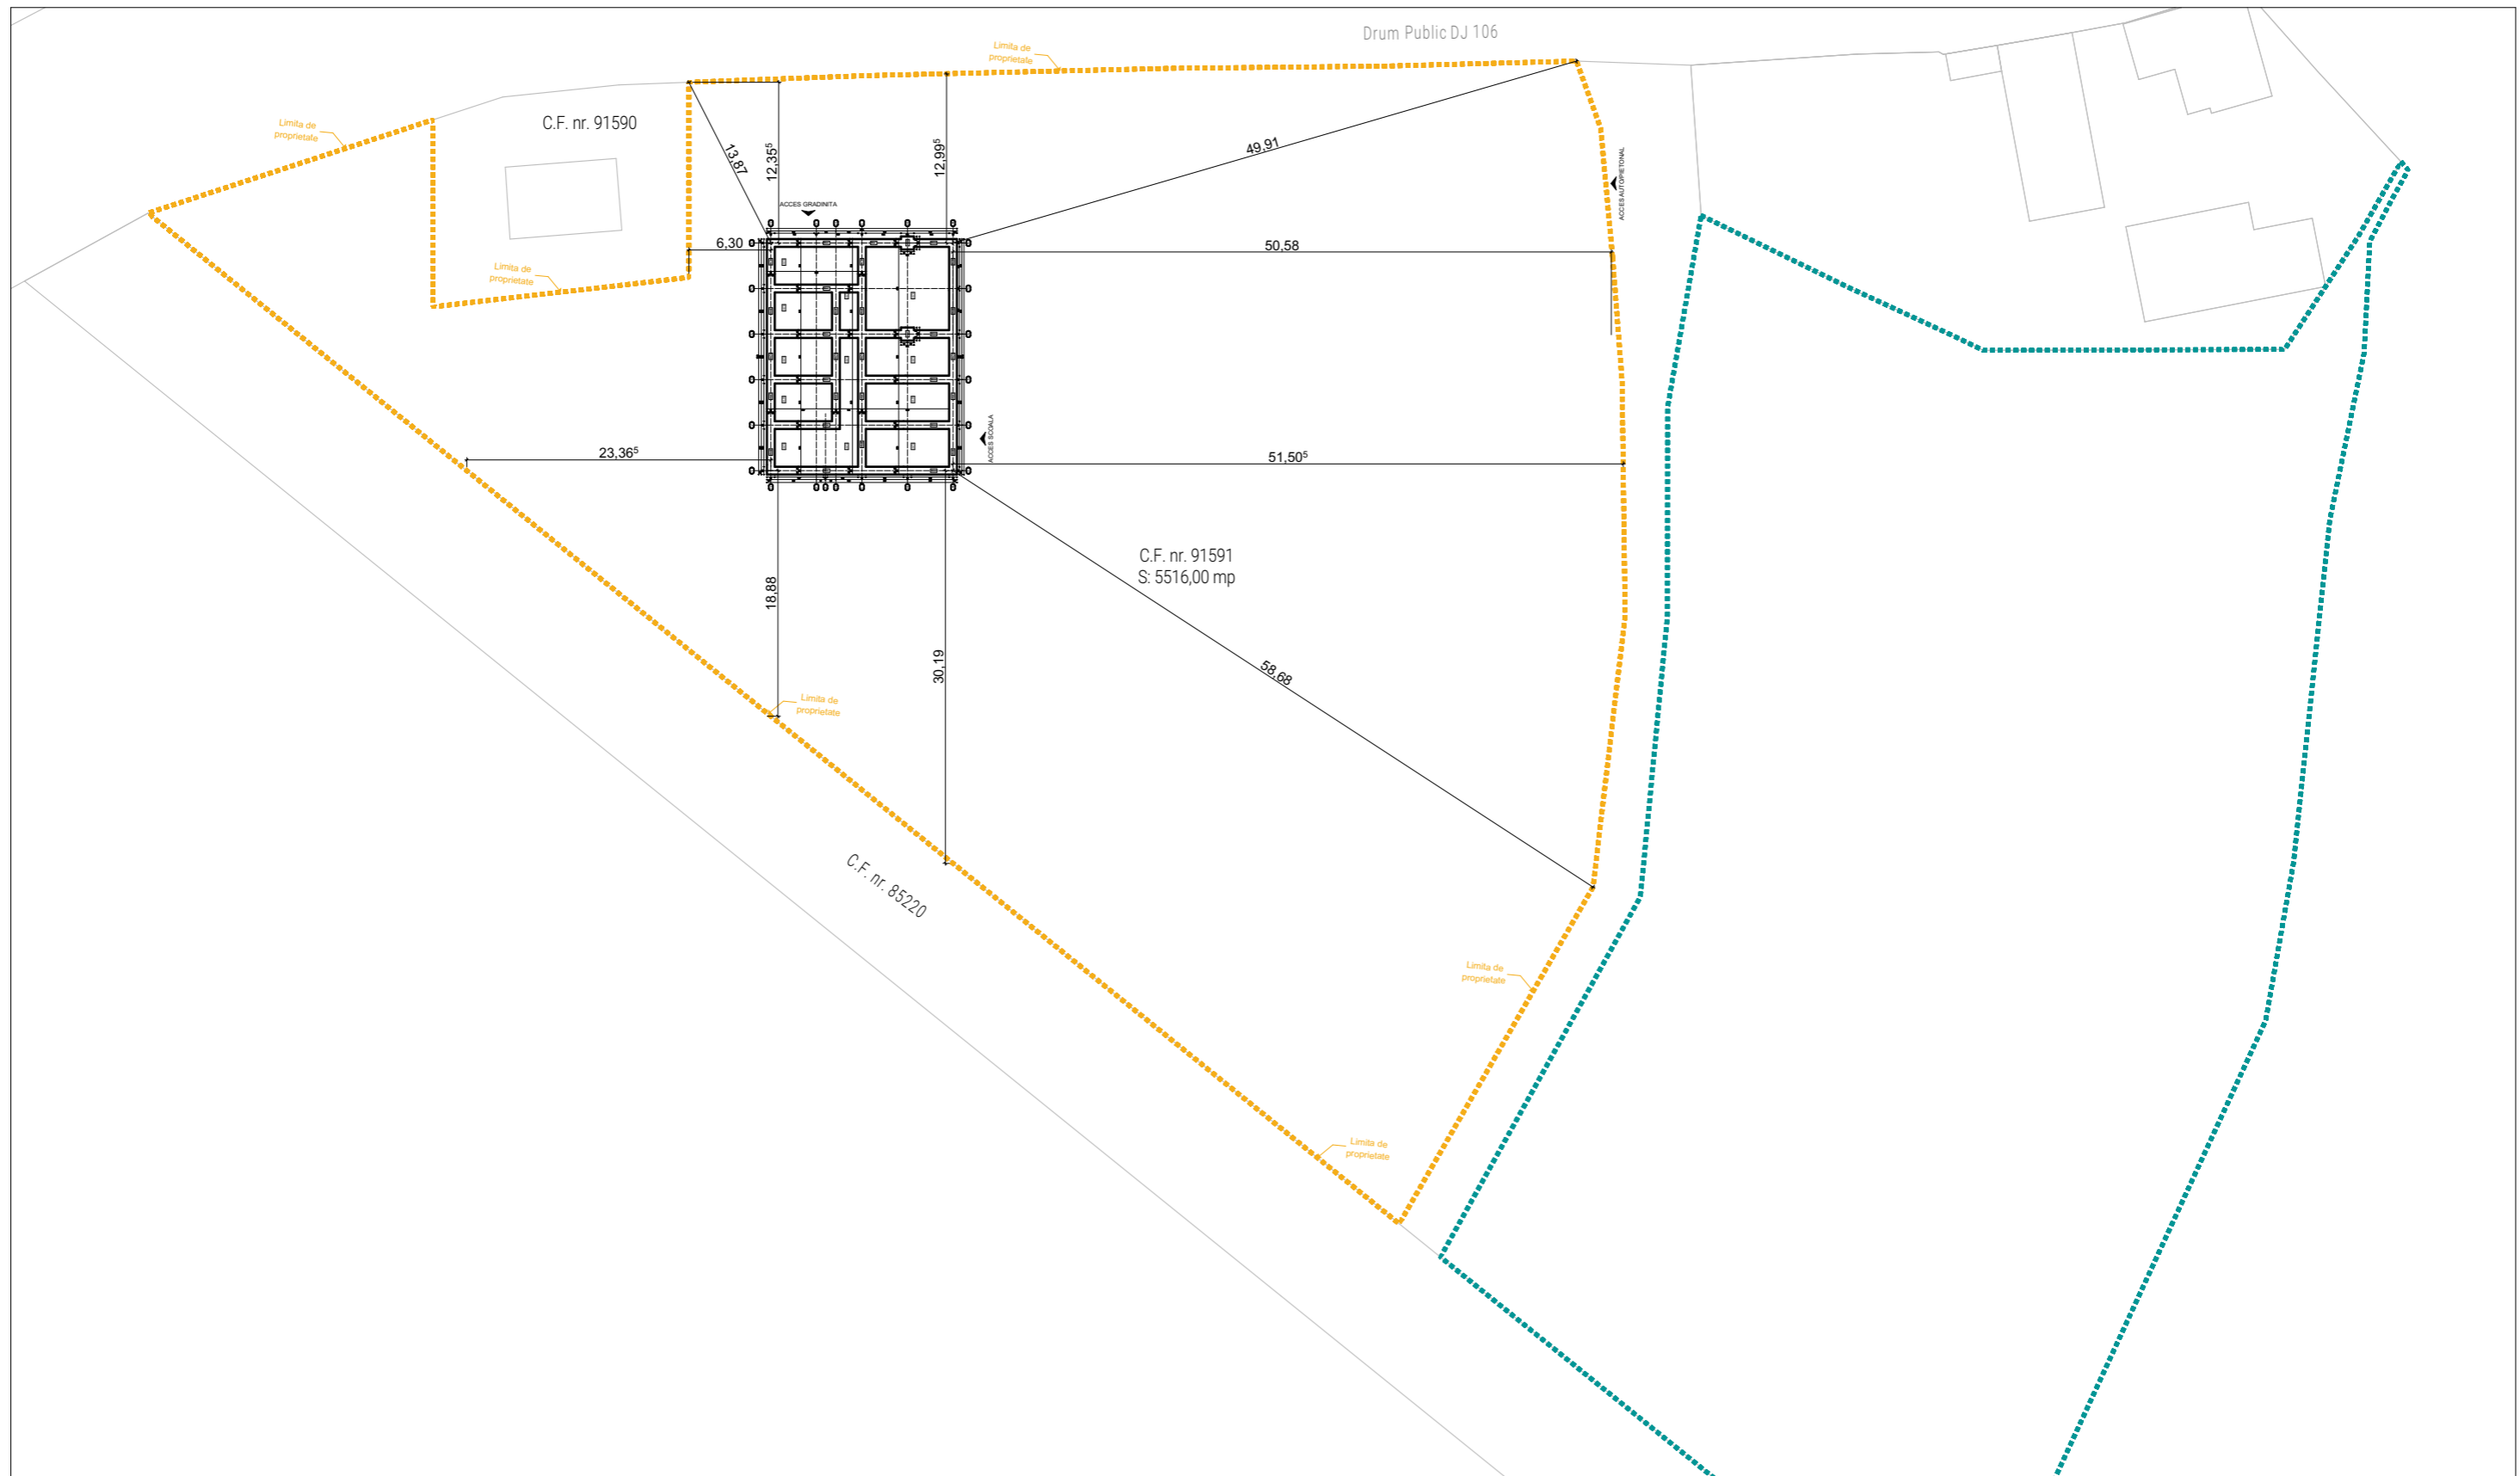 Drum Public DJ 106
Limita de
proprietate
Limita de
proprietate
C.F. nr. 91590
13,87
12,35⁵
12,99⁵
49,91
ACCES AUTO/PIETONAL
ACCES GRADINITA
6,30
50,58
Limita de
proprietate
ACCES SCOALA
23,36⁵
51,50⁵
C.F. nr. 91591
S: 5516,00 mp
18,88
30,19
58,68
Limita de
proprietate
C.F. nr. 85220
Limita de
proprietate
Limita de
proprietate